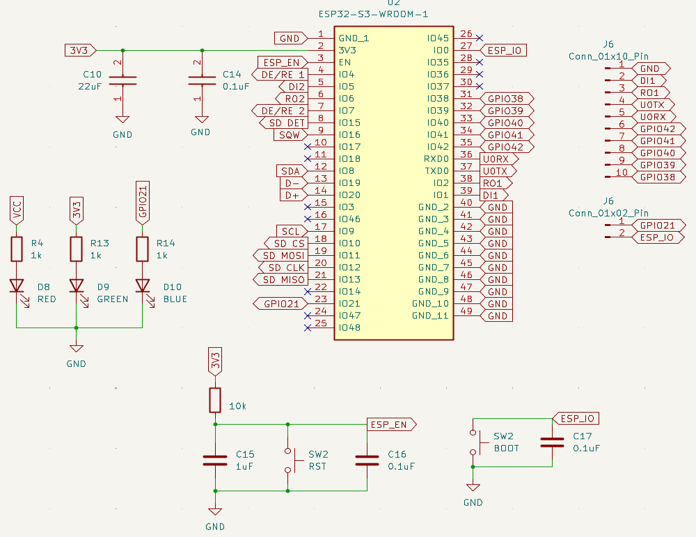 U2
ESP32-S3-WROOM-1
GND 1 GND_1 IO45 26
3V3 2 3V3 IO0 27 ESP_IO
ESP_EN 3 EN IO35 28
DE/RE 1 4 IO4 IO36 29
DI2 5 IO5 IO37 30
RO2 6 IO6 IO38 31 GPIO38
DE/RE 2 7 IO7 IO39 32 GPIO39
SD DET 8 IO15 IO40 33 GPIO40
SQW 9 IO16 IO41 34 GPIO41
10 IO17 IO42 35 GPIO42
11 IO18 RXD0 36 U0RX
SDA 12 IO8 TXD0 37 U0TX
D- 13 IO19 IO2 38 RO1
D+ 14 IO20 IO1 39 DI1
15 IO3 GND_2 40 GND
16 IO46 GND_3 41 GND
SCL 17 IO9 GND_4 42 GND
SD CS 18 IO10 GND_5 43 GND
SD MOSI 19 IO11 GND_6 44 GND
SD CLK 20 IO12 GND_7 45 GND
SD MISO 21 IO13 GND_8 46 GND
22 IO14 GND_9 47 GND
GPIO21 23 IO21 GND_10 48 GND
24 IO47 GND_11 49 GND
25 IO48
2
C10
22uF
1
GND
2
C14
0.1uF
1
GND
J6
Conn_01x10_Pin
1 GND
2 DI1
3 RO1
4 U0TX
5 U0RX
6 GPIO42
7 GPIO41
8 GPIO40
9 GPIO39
10 GPIO38
J6
Conn_01x02_Pin
1 GPIO21
2 ESP_IO
VCC
3V3
GPIO21
R4
1k
R13
1k
R14
1k
D8
RED
D9
GREEN
D10
BLUE
GND
3V3
10k
ESP_EN
C15
1uF
SW2
RST
C16
0.1uF
GND
ESP_IO
SW2
BOOT
C17
0.1uF
GND